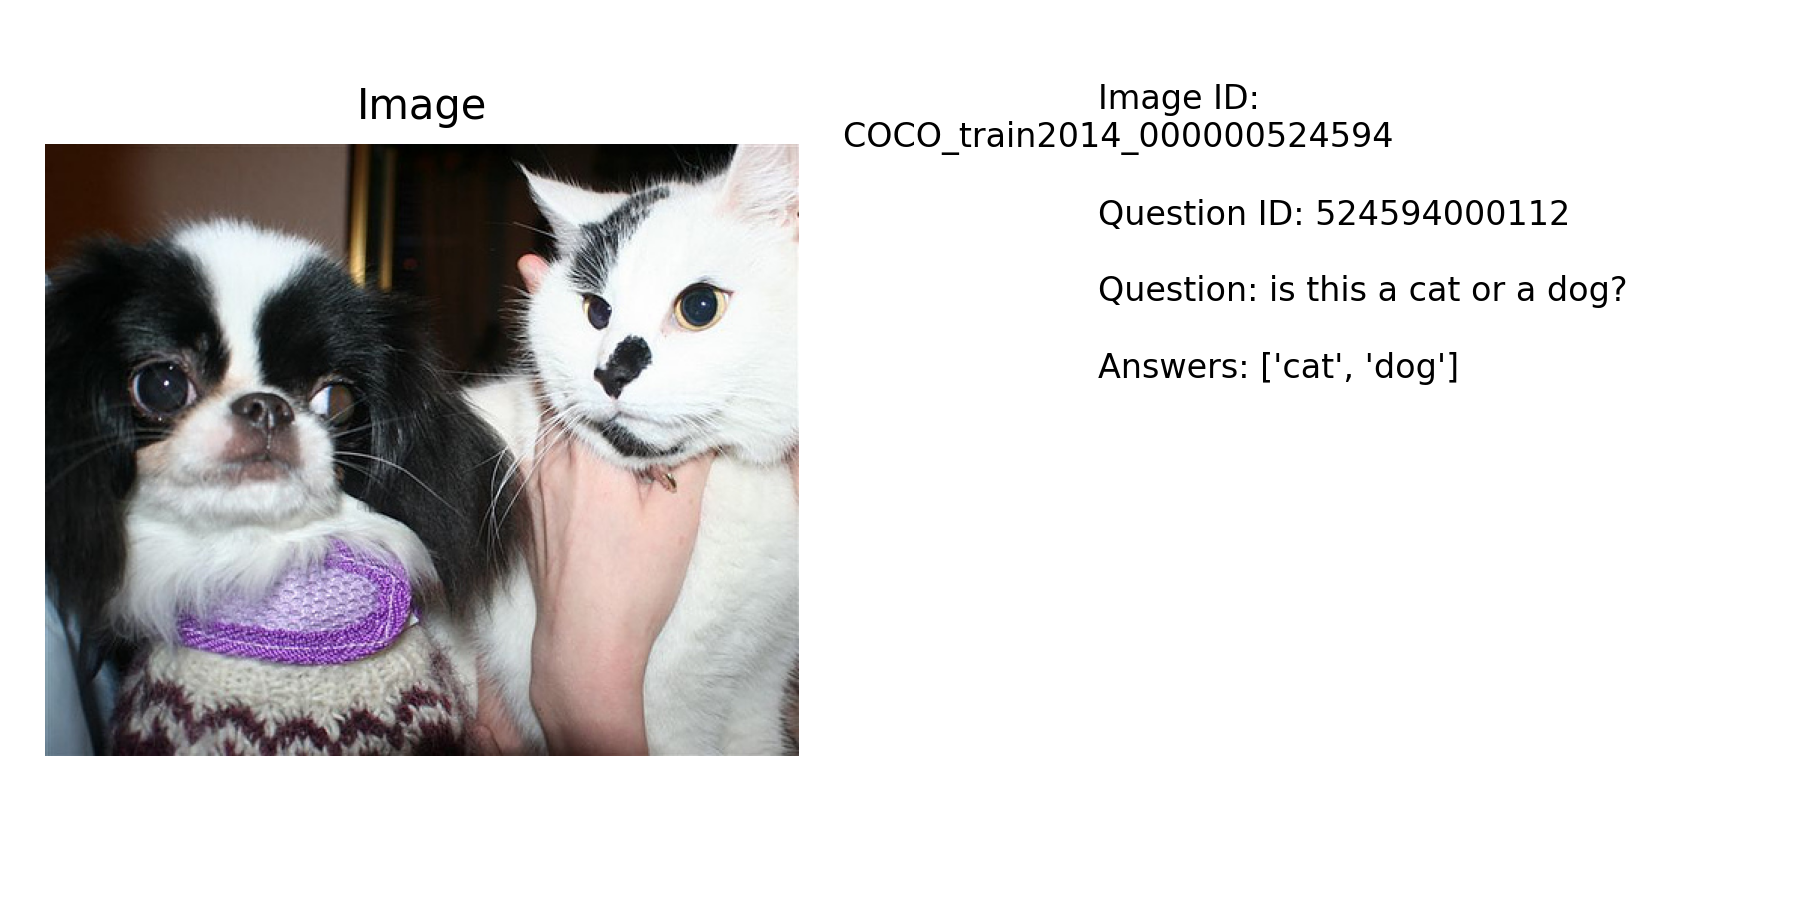 Image
Image ID:
COCO_train2014_000000524594
Question ID: 524594000112
Question: is this a cat or a dog?
Answers: ['cat', 'dog']